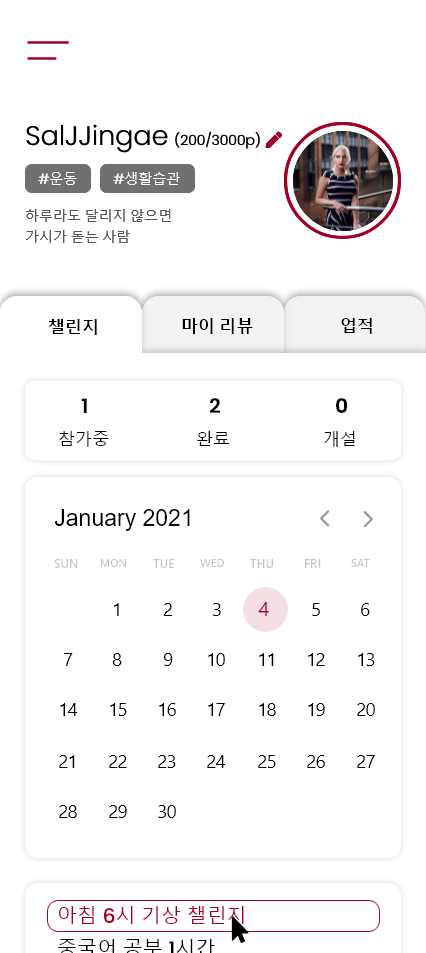 SalJJingae (200/3000p)
#운동 #생활습관
하루라도 달리지 않으면
가시가 돋는 사람
챌린지 마이 리뷰 업적
1 2 0
참가중 완료 개설
January 2021
SUN MON TUE WED THU FRI SAT
1 2 3 4 5 6
7 8 9 10 11 12 13
14 15 16 17 18 19 20
21 22 23 24 25 26 27
28 29 30
아침 6시 기상 챌린지
중국어 공부 1시간